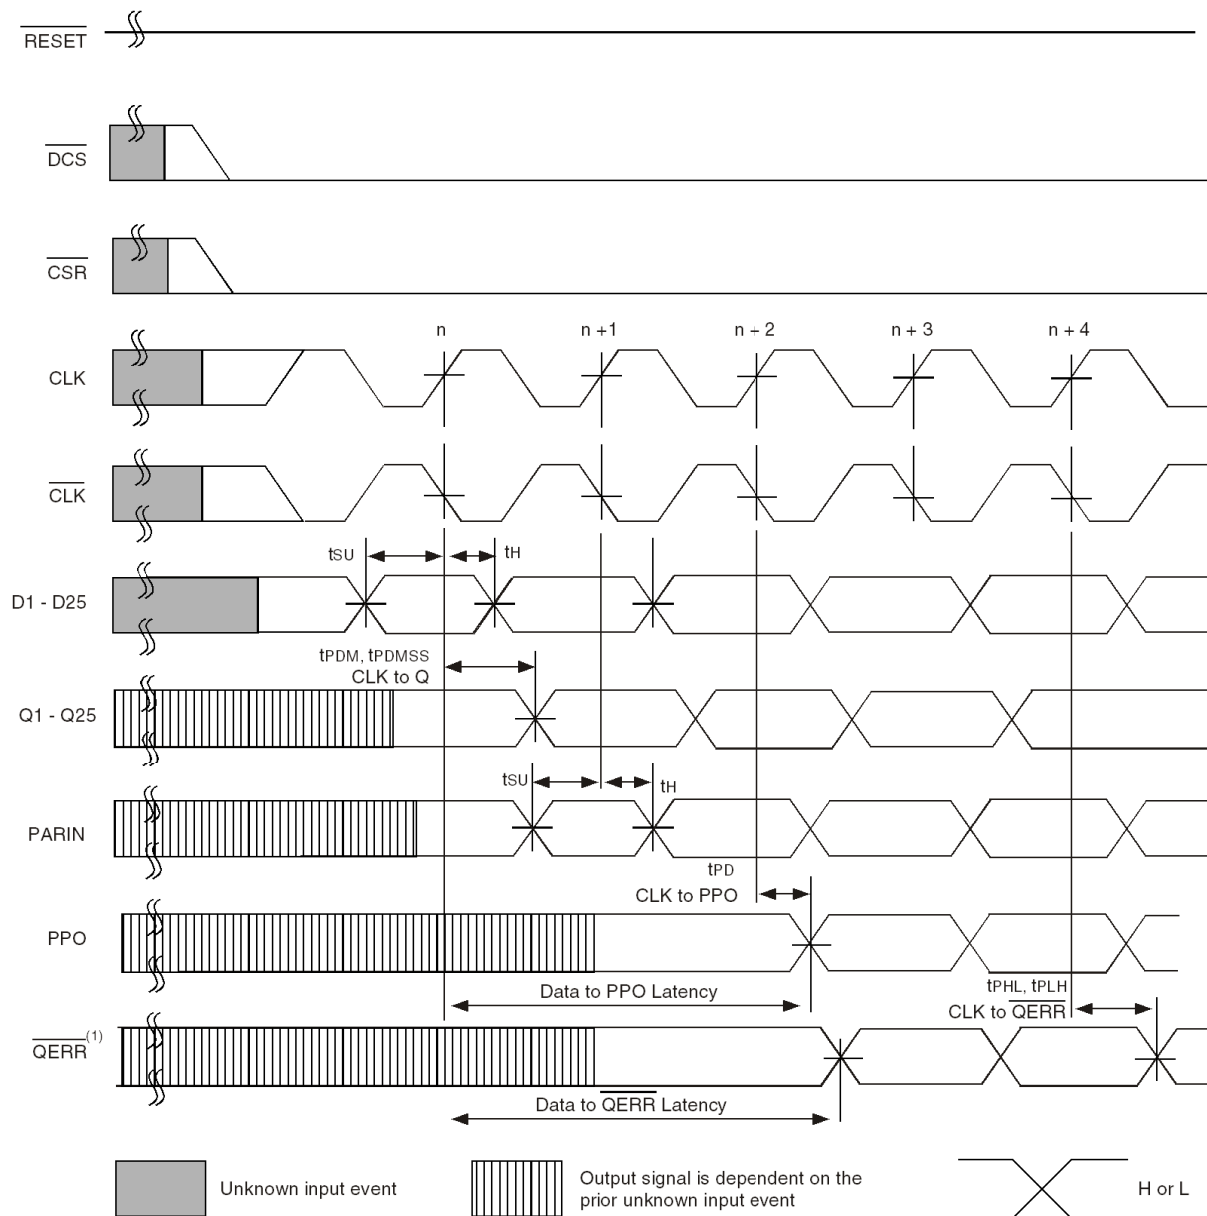 RESET
DCS
CSR
n n +1 n + 2 n + 3 n + 4
CLK
CLK
tSU tH
D1 - D25
tPDM, tPDMSS
CLK to Q
Q1 - Q25
tSU tH
PARIN
tPD
CLK to PPO
PPO
Data to PPO Latency
tPHL, tPLH
CLK to QERR
QERR(1)
Data to QERR Latency
Unknown input event
Output signal is dependent on the
prior unknown input event
H or L